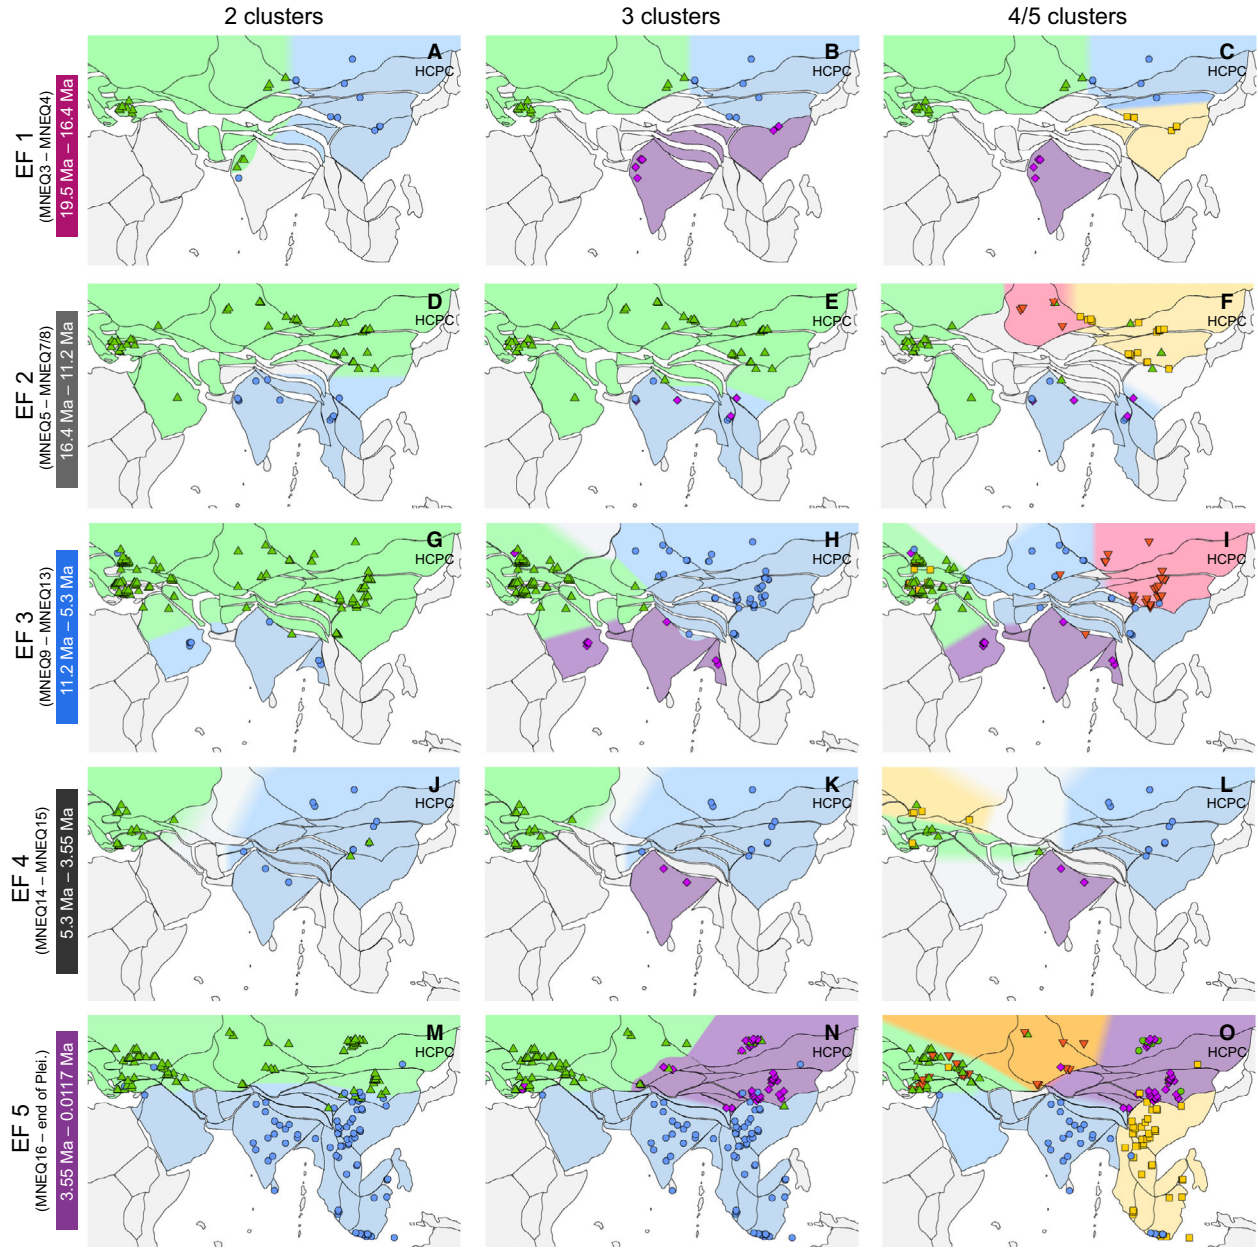 2 clusters
3 clusters
4/5 clusters
EF 1
(MNEQ3 – MNEQ4)
19.5 Ma – 16.4 Ma
A
HCPC
B
HCPC
C
HCPC
EF 2
(MNEQ5 – MNEQ7/8)
16.4 Ma – 11.2 Ma
D
HCPC
E
HCPC
F
HCPC
EF 3
(MNEQ9 – MNEQ13)
11.2 Ma – 5.3 Ma
G
HCPC
H
HCPC
I
HCPC
EF 4
(MNEQ14 – MNEQ15)
5.3 Ma – 3.55 Ma
J
HCPC
K
HCPC
L
HCPC
EF 5
(MNEQ16 – end of Plei.)
3.55 Ma – 0.0117 Ma
M
HCPC
N
HCPC
O
HCPC